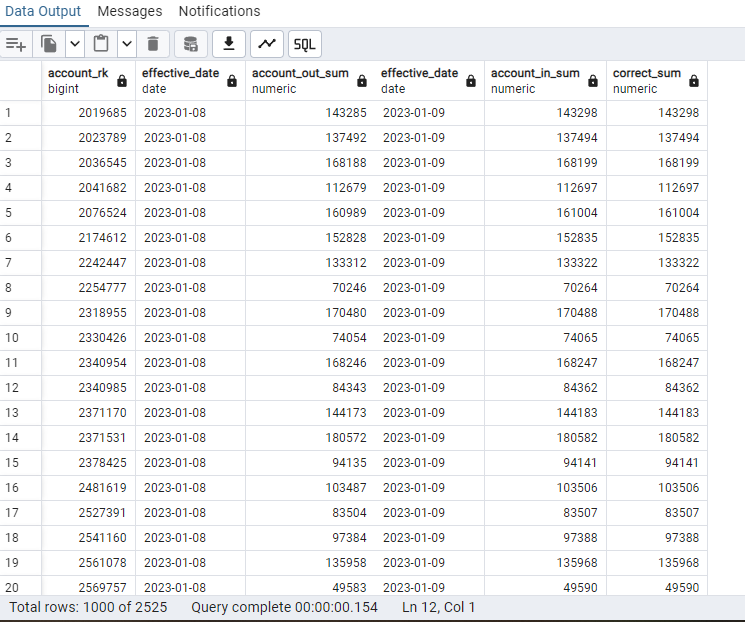 Data Output Messages Notifications
SQL
account_rk effective_date account_out_sum effective_date account_in_sum correct_sum
bigint date numeric date numeric numeric
1 2019685 2023-01-08 143285 2023-01-09 143298 143298
2 2023789 2023-01-08 137492 2023-01-09 137494 137494
3 2036545 2023-01-08 168188 2023-01-09 168199 168199
4 2041682 2023-01-08 112679 2023-01-09 112697 112697
5 2076524 2023-01-08 160989 2023-01-09 161004 161004
6 2174612 2023-01-08 152828 2023-01-09 152835 152835
7 2242447 2023-01-08 133312 2023-01-09 133322 133322
8 2254777 2023-01-08 70246 2023-01-09 70264 70264
9 2318955 2023-01-08 170480 2023-01-09 170488 170488
10 2330426 2023-01-08 74054 2023-01-09 74065 74065
11 2340954 2023-01-08 168246 2023-01-09 168247 168247
12 2340985 2023-01-08 84343 2023-01-09 84362 84362
13 2371170 2023-01-08 144173 2023-01-09 144183 144183
14 2371531 2023-01-08 180572 2023-01-09 180582 180582
15 2378425 2023-01-08 94135 2023-01-09 94141 94141
16 2481619 2023-01-08 103487 2023-01-09 103506 103506
17 2527391 2023-01-08 83504 2023-01-09 83507 83507
18 2541160 2023-01-08 97384 2023-01-09 97388 97388
19 2561078 2023-01-08 135958 2023-01-09 135968 135968
20 2569757 2023-01-08 49583 2023-01-09 49590 49590
Total rows: 1000 of 2525 Query complete 00:00:00.154 Ln 12, Col 1